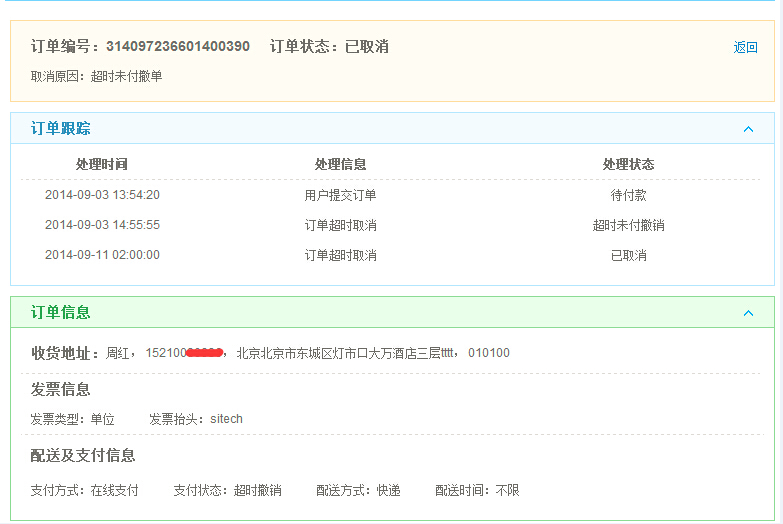 订单编号：314097236601400390 订单状态：已取消 返回
取消原因：超时未付撤单
订单跟踪
处理时间 处理信息 处理状态
2014-09-03 13:54:20 用户提交订单 待付款
2014-09-03 14:55:55 订单超时取消 超时未付撤销
2014-09-11 02:00:00 订单超时取消 已取消
订单信息
收货地址：周红，152100，北京北京市东城区灯市口大万酒店三层tttt，010100
发票信息
发票类型：单位 发票抬头：sitech
配送及支付信息
支付方式：在线支付 支付状态：超时撤销 配送方式：快递 配送时间：不限